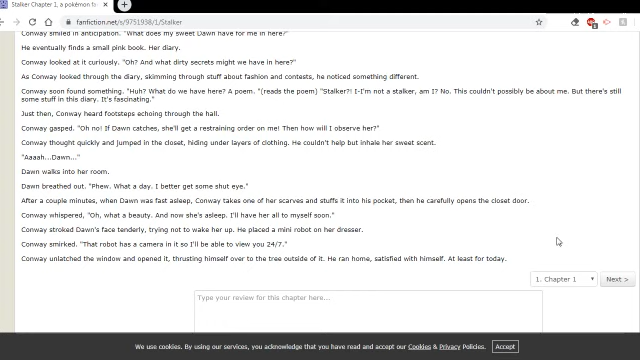 Stalker Chapter 1, a pokémon fa
fanfiction.net/s/9751938/1/Stalker
Conway smiled in anticipation. "What does my sweet Dawn have for me in here?"
He eventually finds a small pink book. Her diary.
Conway looked at it curiously. "Oh? And what dirty secrets might we have in here?"
As Conway looked through the diary, skimming through stuff about fashion and contests, he noticed something different.
Conway soon found something. "Huh? What do we have here? A poem. "(reads the poem) "Stalker?! I-I'm not a stalker, am I? No. This couldn't possibly be about me. But there's still
some stuff in this diary. It's fascinating."
Just then, Conway heard footsteps echoing through the hall.
Conway gasped. "Oh no! If Dawn catches, she'll get a restraining order on me! Then how will I observe her?"
Conway thought quickly and jumped in the closet, hiding under layers of clothing. He couldn't help but inhale her sweet scent.
"Aaaah...Dawn..."
Dawn walks into her room.
Dawn breathed out. "Phew. What a day. I better get some shut eye."
After a couple minutes, when Dawn was fast asleep, Conway takes one of her scarves and stuffs it into his pocket, then he carefully opens the closet door.
Conway whispered, "Oh, what a beauty. And now she's asleep. I'll have her all to myself soon."
Conway stroked Dawn's face tenderly, trying not to wake her up. He placed a mini robot on her dresser.
Conway smirked. "That robot has a camera in it so I'll be able to view you 24/7."
Conway unlatched the window and opened it, thrusting himself over to the tree outside of it. He ran home, satisfied with himself. At least for today.
1. Chapter 1
Next >
Type your review for this chapter here...
We use cookies. By using our services, you acknowledge that you have read and accept our Cookies & Privacy Policies.
Accept